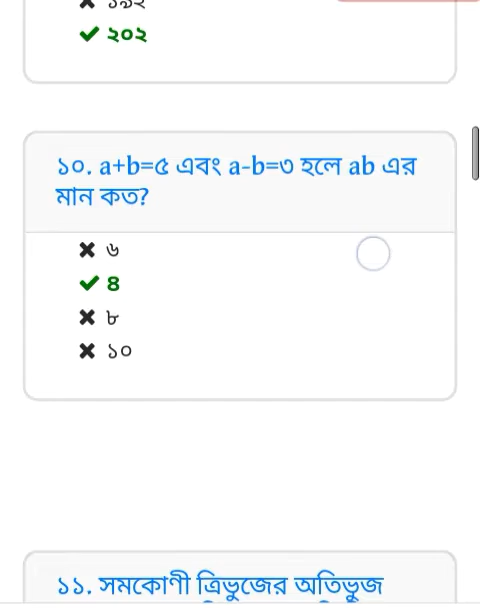 ২০২
১০. a+b=৫ এবং a-b=৩ হলে ab এর
মান কত?
৬
৪
৮
১০
১১. সমকোণী ত্রিভুজের অতিভুজ